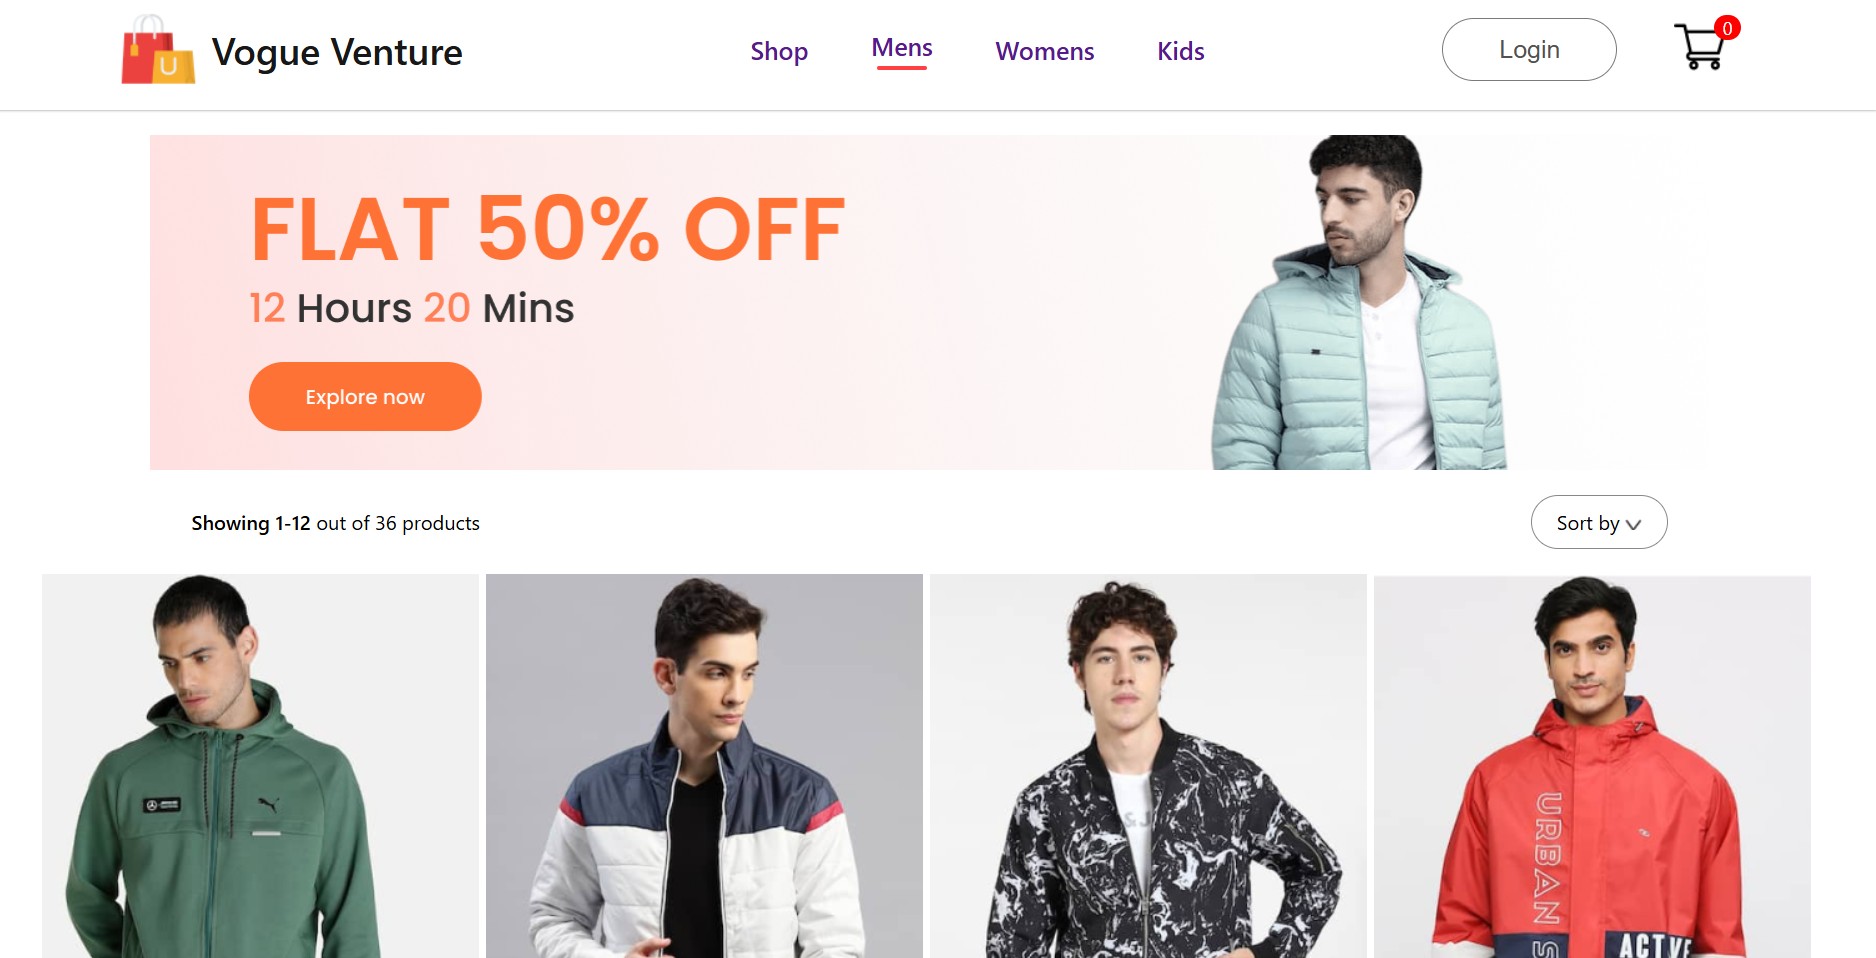 Vogue Venture
Shop
Mens
Womens
Kids
Login
0
FLAT 50% OFF
12 Hours 20 Mins
Explore now
Showing 1-12 out of 36 products
Sort by
URBAN S
ACTIVE